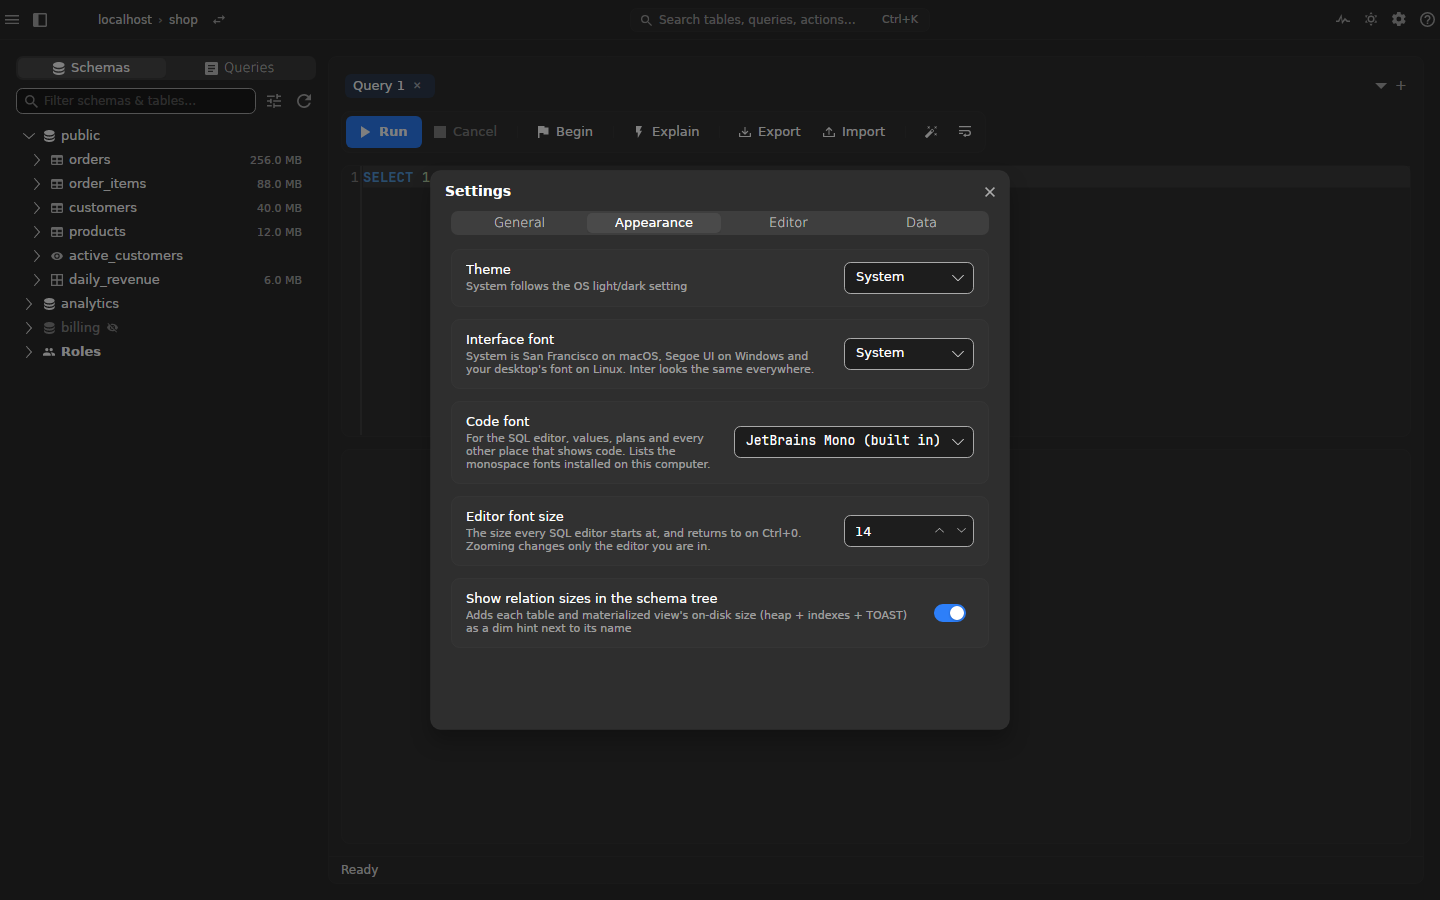 localhost › shop
Search tables, queries, actions... Ctrl+K
Schemas
Queries
Filter schemas & tables...
public
orders 256.0 MB
order_items 88.0 MB
customers 40.0 MB
products 12.0 MB
active_customers
daily_revenue 6.0 MB
analytics
billing
Roles
Query 1 ×
Run
Cancel
Begin
Explain
Export
Import
1 SELECT 1
Settings
General
Appearance
Editor
Data
Theme
System follows the OS light/dark setting
System
Interface font
System is San Francisco on macOS, Segoe UI on Windows and
your desktop's font on Linux. Inter looks the same everywhere.
System
Code font
For the SQL editor, values, plans and every
other place that shows code. Lists the
monospace fonts installed on this computer.
JetBrains Mono (built in)
Editor font size
The size every SQL editor starts at, and returns to on Ctrl+0.
Zooming changes only the editor you are in.
14
Show relation sizes in the schema tree
Adds each table and materialized view's on-disk size (heap + indexes + TOAST)
as a dim hint next to its name
Ready